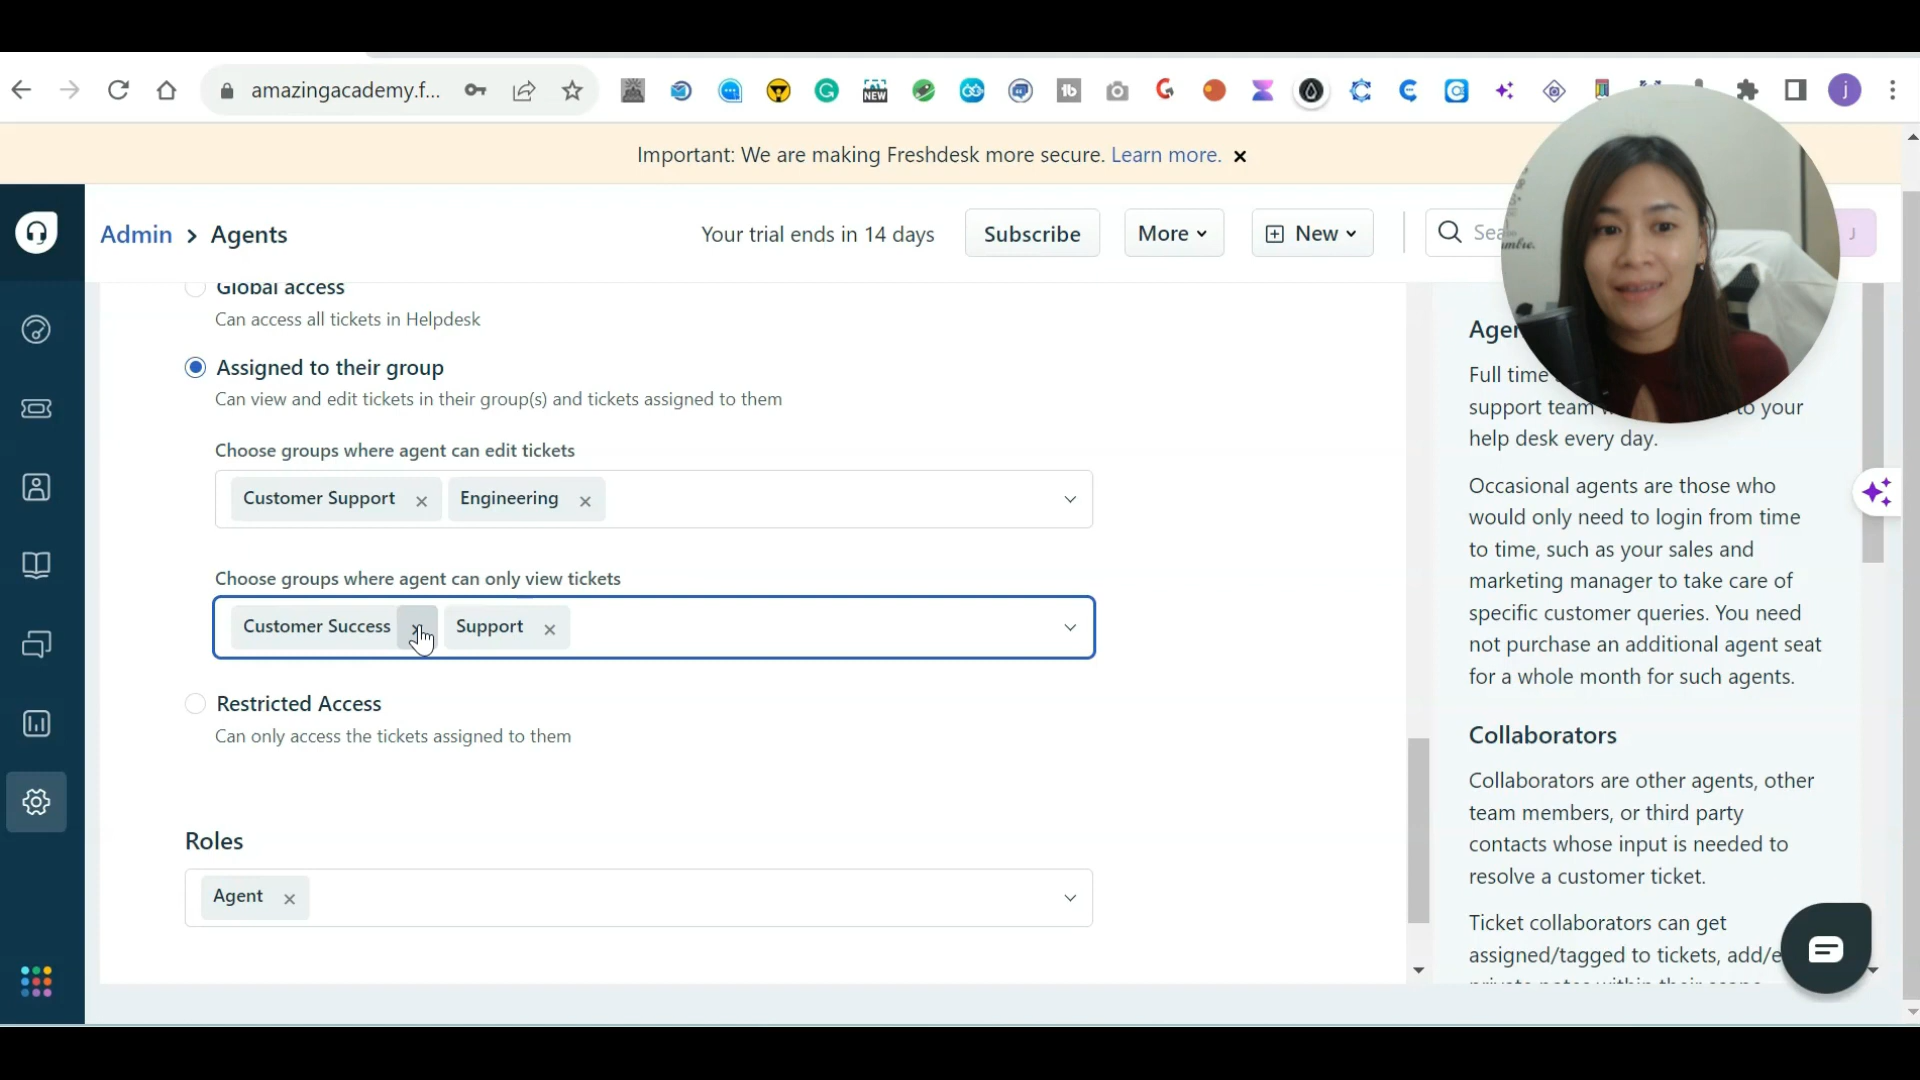 amazingacademy.f...
NEW
Important: We are making Freshdesk more secure. Learn more.
Admin > Agents
Your trial ends in 14 days
Subscribe
More
New
J
j
Global access
Can access all tickets in Helpdesk
Assigned to their group
Can view and edit tickets in their group(s) and tickets assigned to them
Choose groups where agent can edit tickets
Customer Support
Engineering
Choose groups where agent can only view tickets
Customer Success
Support
Restricted Access
Can only access the tickets assigned to them
Roles
Agent
Full time
support team to your
help desk every day.
Occasional agents are those who
would only need to login from time
to time, such as your sales and
marketing manager to take care of
specific customer queries. You need
not purchase an additional agent seat
for a whole month for such agents.
Collaborators
Collaborators are other agents, other
team members, or third party
contacts whose input is needed to
resolve a customer ticket.
Ticket collaborators can get
assigned/tagged to tickets, add/e